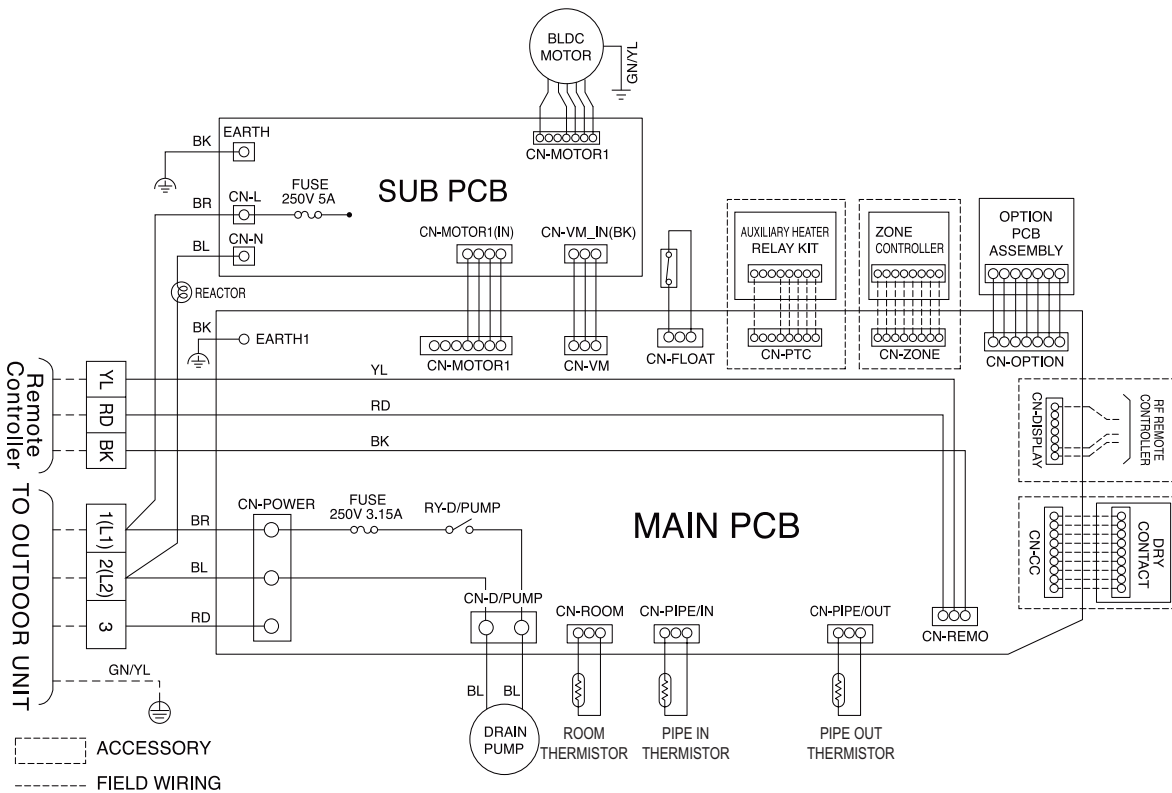 BLDC
MOTOR
GN/YL
CN-MOTOR1
BK
EARTH
SUB PCB
BR
CN-L
FUSE
250V 5A
BL
CN-N
REACTOR
CN-MOTOR1(IN)
CN-VM_IN(BK)
AUXILIARY HEATER
RELAY KIT
ZONE
CONTROLLER
OPTION
PCB
ASSEMBLY
BK
EARTH1
CN-MOTOR1
CN-VM
CN-FLOAT
CN-PTC
CN-ZONE
CN-OPTION
Remote
Controller
YL
RD
BK
YL
RD
BK
CN-DISPLAY
RF REMOTE
CONTROLLER
TO OUTDOOR UNIT
1(L1)
2(L2)
3
BR
BL
RD
GN/YL
CN-POWER
FUSE
250V 3.15A
RY-D/PUMP
MAIN PCB
CN-CC
DRY
CONTACT
CN-D/PUMP
CN-ROOM
CN-PIPE/IN
CN-PIPE/OUT
CN-REMO
BL
BL
DRAIN
PUMP
ROOM
THERMISTOR
PIPE IN
THERMISTOR
PIPE OUT
THERMISTOR
ACCESSORY
FIELD WIRING